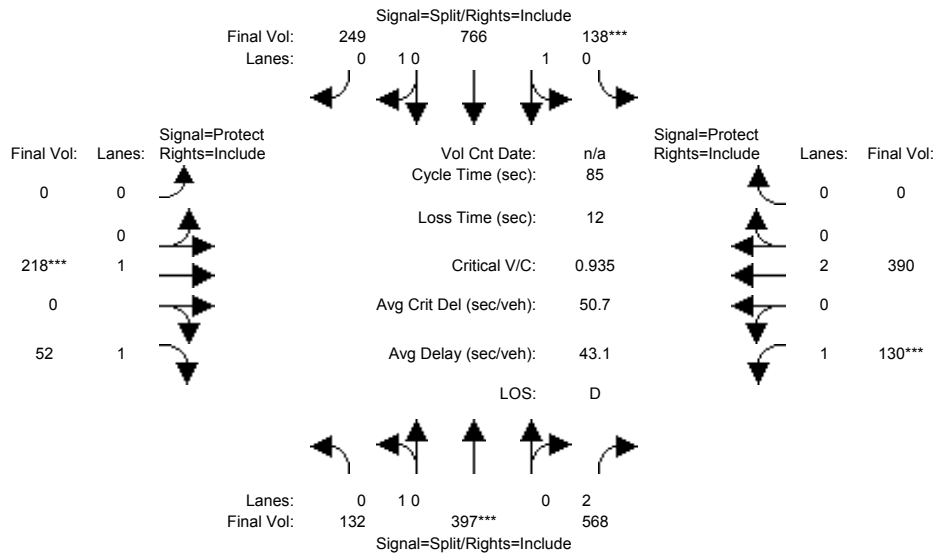 Signal=Split/Rights=Include
Final Vol: 249 766 138***
Lanes: 0 1 0 1 0
Signal=Protect
Signal=Protect
Final Vol: Lanes: Rights=Include
Vol Cnt Date: n/a
Rights=Include Lanes: Final Vol:
Cycle Time (sec): 85
0 0
0 0
Loss Time (sec): 12
0
0
218*** 1
Critical V/C: 0.935
2 390
0
Avg Crit Del (sec/veh): 50.7
0
52 1
Avg Delay (sec/veh): 43.1
1 130***
LOS: D
Lanes: 0 1 0 0 2
Final Vol: 132 397*** 568
Signal=Split/Rights=Include